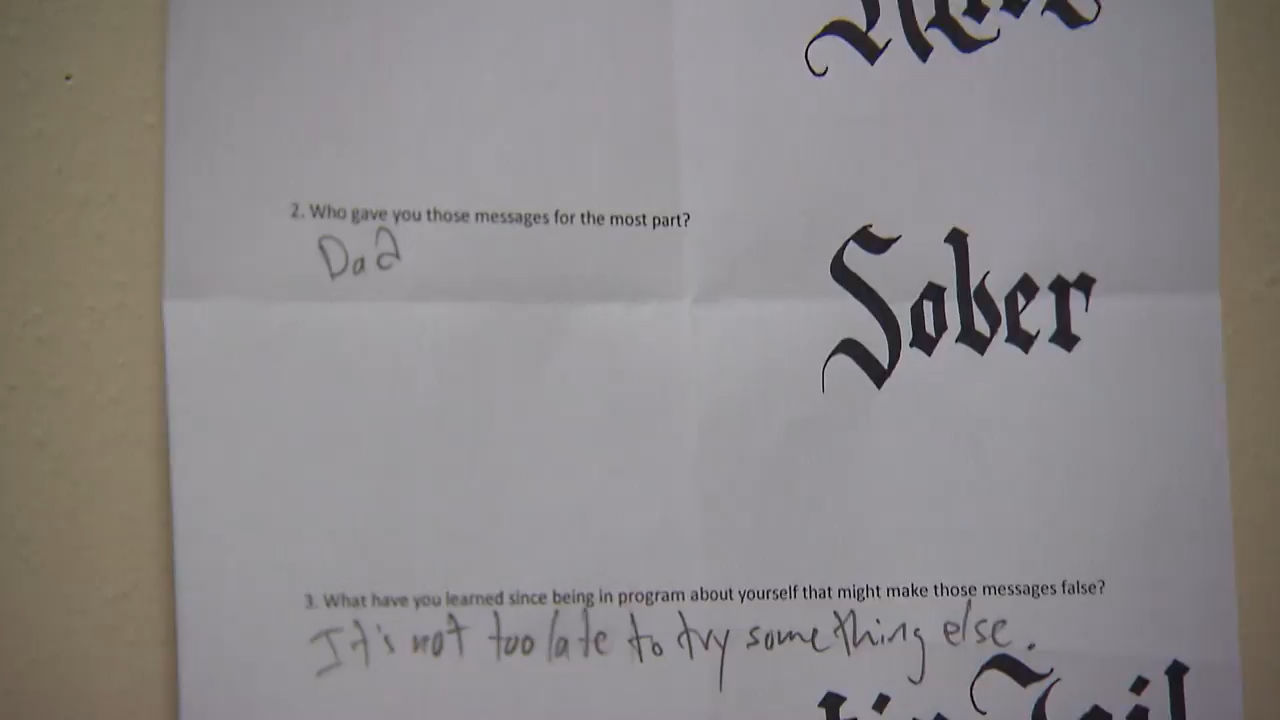 2. Who gave you those messages for the most part?
Dad
Sober
3. What have you learned since being in program about yourself that might make those messages false?
It's not too late to try something else.